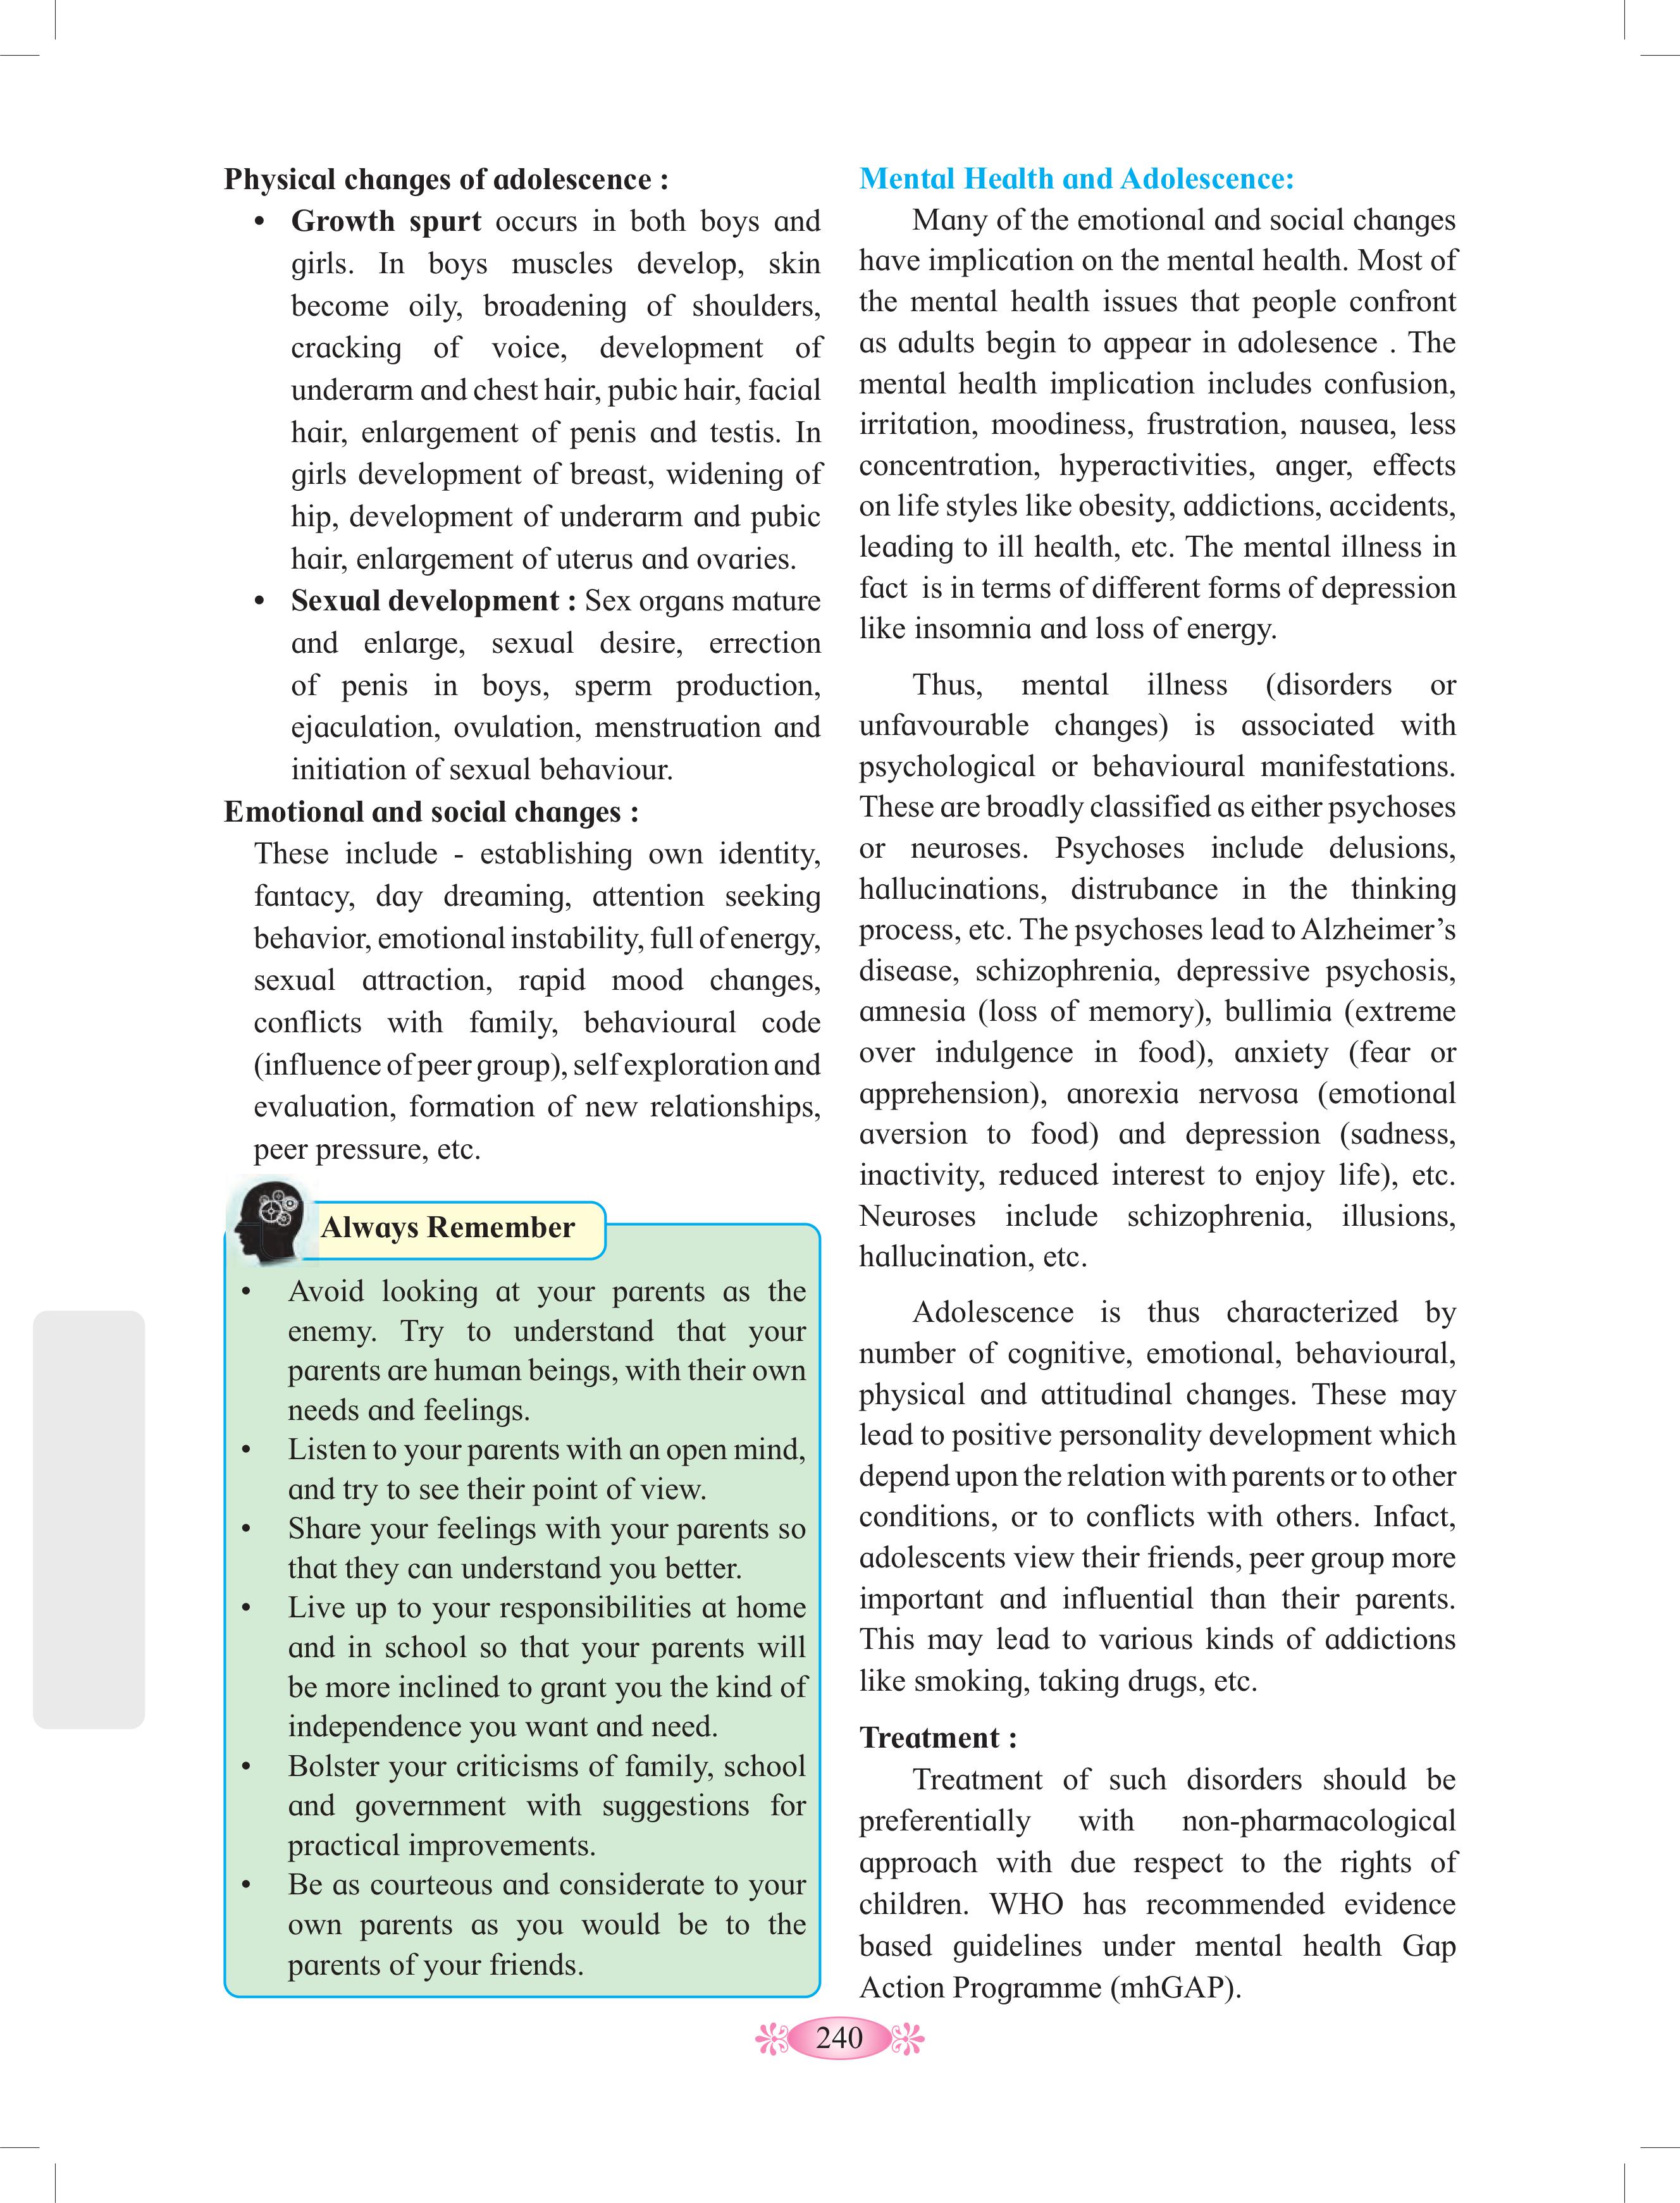 Physical changes of adolescence :
• Growth spurt occurs in both boys and
girls. In boys muscles develop, skin
become oily, broadening of shoulders,
cracking of voice, development of
underarm and chest hair, pubic hair, facial
hair, enlargement of penis and testis. In
girls development of breast, widening of
hip, development of underarm and pubic
hair, enlargement of uterus and ovaries.
• Sexual development : Sex organs mature
and enlarge, sexual desire, errection
of penis in boys, sperm production,
ejaculation, ovulation, menstruation and
initiation of sexual behaviour.
Emotional and social changes :
These include - establishing own identity,
fantacy, day dreaming, attention seeking
behavior, emotional instability, full of energy,
sexual attraction, rapid mood changes,
conflicts with family, behavioural code
(influence of peer group), self exploration and
evaluation, formation of new relationships,
peer pressure, etc.
Always Remember
• Avoid looking at your parents as the
enemy. Try to understand that your
parents are human beings, with their own
needs and feelings.
• Listen to your parents with an open mind,
and try to see their point of view.
• Share your feelings with your parents so
that they can understand you better.
• Live up to your responsibilities at home
and in school so that your parents will
be more inclined to grant you the kind of
independence you want and need.
• Bolster your criticisms of family, school
and government with suggestions for
practical improvements.
• Be as courteous and considerate to your
own parents as you would be to the
parents of your friends.
Mental Health and Adolescence:
Many of the emotional and social changes
have implication on the mental health. Most of
the mental health issues that people confront
as adults begin to appear in adolesence . The
mental health implication includes confusion,
irritation, moodiness, frustration, nausea, less
concentration, hyperactivities, anger, effects
on life styles like obesity, addictions, accidents,
leading to ill health, etc. The mental illness in
fact is in terms of different forms of depression
like insomnia and loss of energy.
Thus, mental illness (disorders or
unfavourable changes) is associated with
psychological or behavioural manifestations.
These are broadly classified as either psychoses
or neuroses. Psychoses include delusions,
hallucinations, distrubance in the thinking
process, etc. The psychoses lead to Alzheimer’s
disease, schizophrenia, depressive psychosis,
amnesia (loss of memory), bullimia (extreme
over indulgence in food), anxiety (fear or
apprehension), anorexia nervosa (emotional
aversion to food) and depression (sadness,
inactivity, reduced interest to enjoy life), etc.
Neuroses include schizophrenia, illusions,
hallucination, etc.
Adolescence is thus characterized by
number of cognitive, emotional, behavioural,
physical and attitudinal changes. These may
lead to positive personality development which
depend upon the relation with parents or to other
conditions, or to conflicts with others. Infact,
adolescents view their friends, peer group more
important and influential than their parents.
This may lead to various kinds of addictions
like smoking, taking drugs, etc.
Treatment :
Treatment of such disorders should be
preferentially with non-pharmacological
approach with due respect to the rights of
children. WHO has recommended evidence
based guidelines under mental health Gap
Action Programme (mhGAP).
240